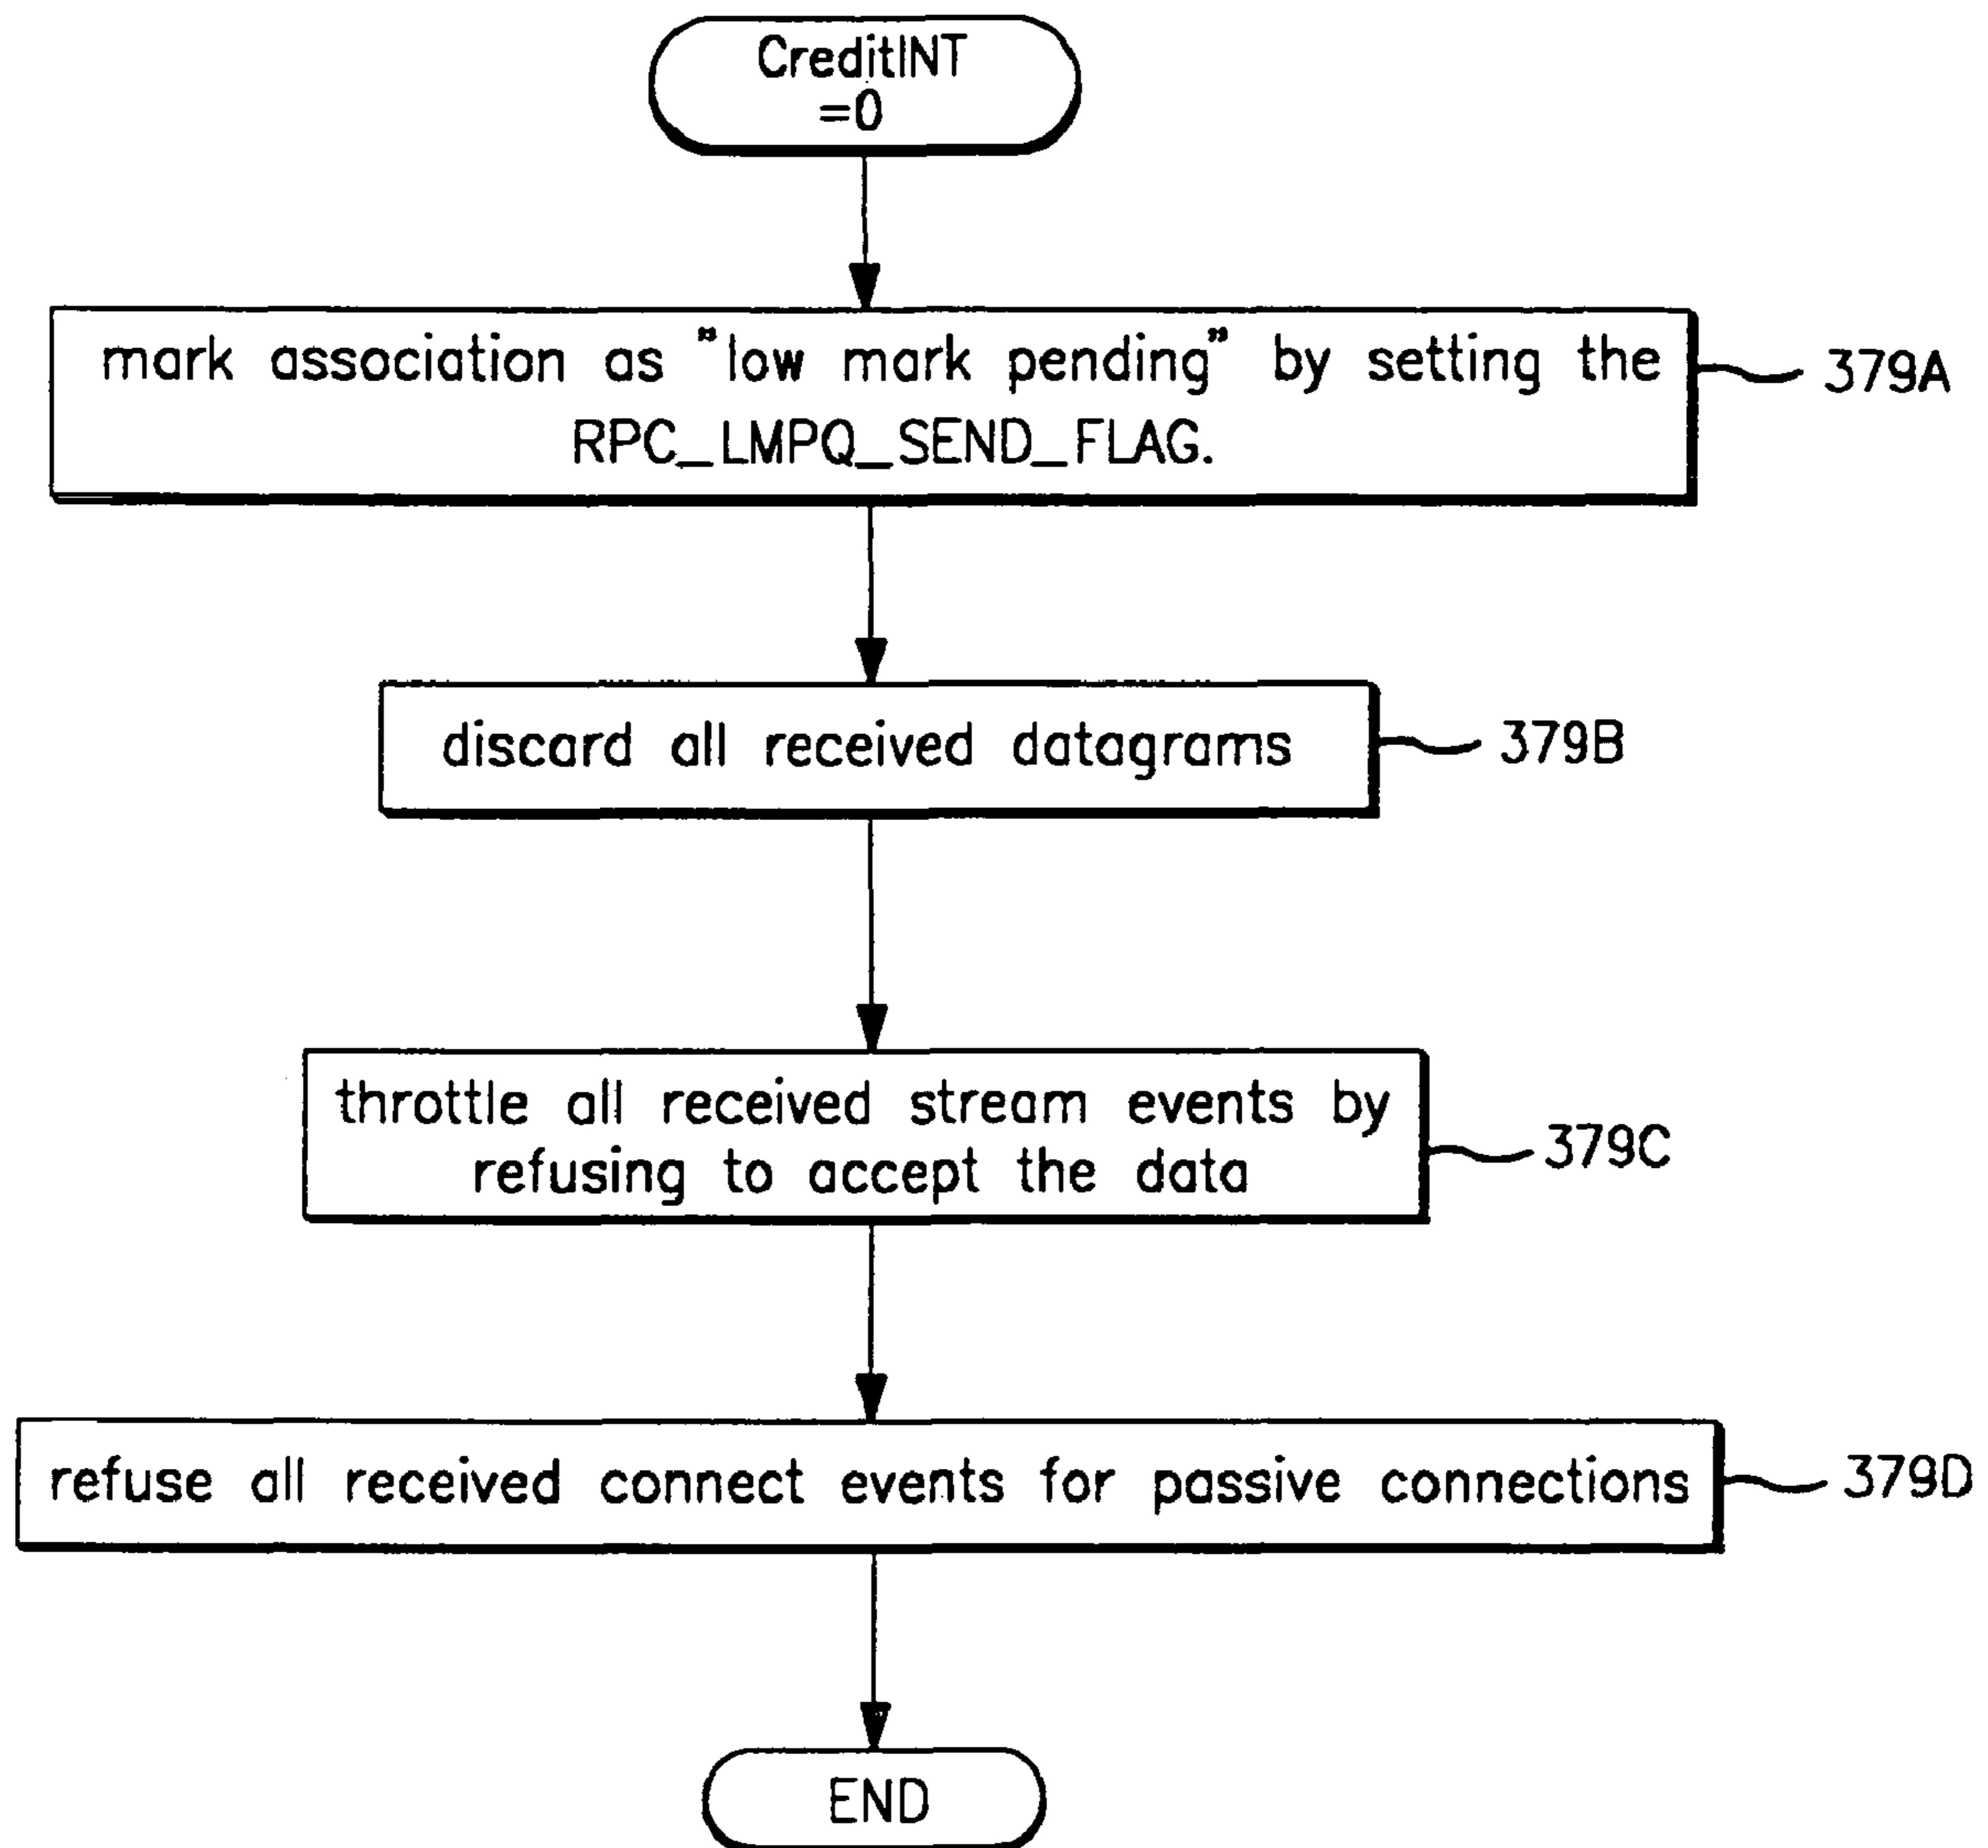 CreditINT
=0
mark association as "low mark pending" by setting the
RPC_LMPQ_SEND_FLAG.
379A
discard all received datagrams
379B
throttle all received stream events by
refusing to accept the data
379C
refuse all received connect events for passive connections
379D
END